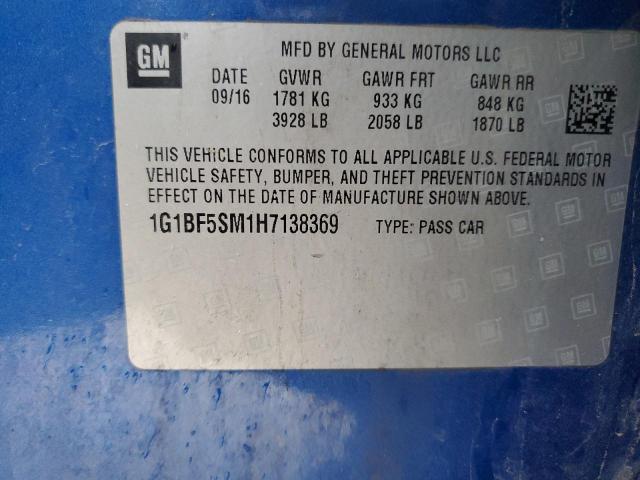 GM
MFD BY GENERAL MOTORS LLC
DATE GVWR GAWR FRT GAWR RR
09/16 1781 KG 933 KG 848 KG
3928 LB 2058 LB 1870 LB
THIS VEHICLE CONFORMS TO ALL APPLICABLE U.S. FEDERAL MOTOR
VEHICLE SAFETY, BUMPER, AND THEFT PREVENTION STANDARDS IN
EFFECT ON THE DATE OF MANUFACTURE SHOWN ABOVE.
1G1BF5SM1H7138369 TYPE: PASS CAR